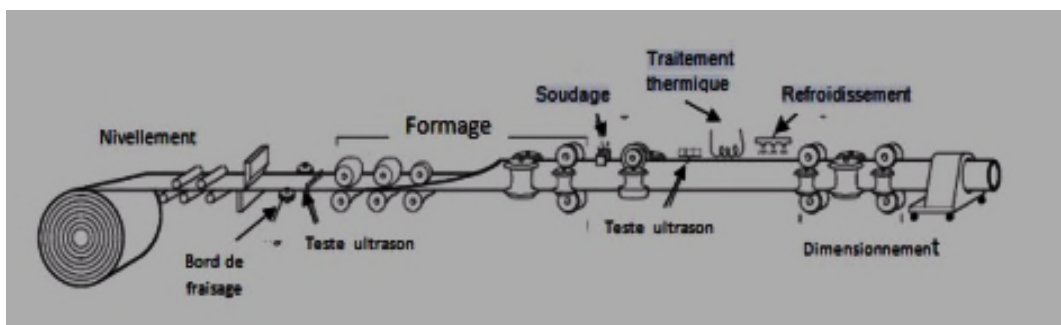 Nivellement
Bord de
fraisage
Teste ultrason
Formage
Soudage
Teste ultrason
Traitement
thermique
Refroidissement
Dimensionnement